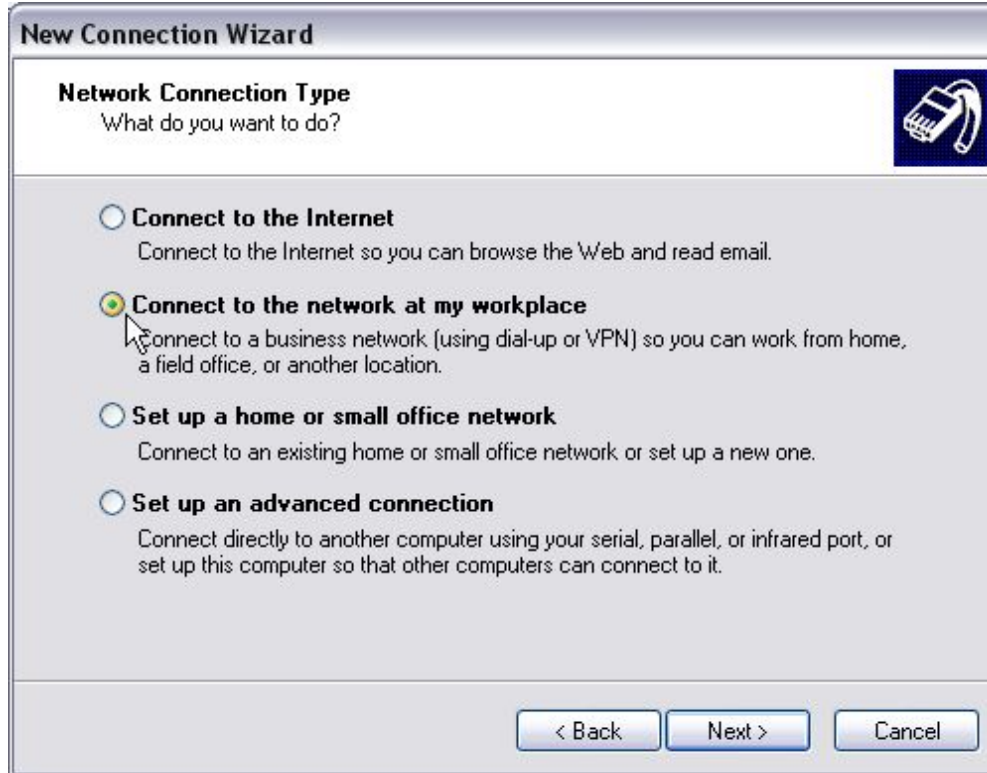 New Connection Wizard
Network Connection Type
What do you want to do?
Connect to the Internet
Connect to the Internet so you can browse the Web and read email.
Connect to the network at my workplace
Connect to a business network (using dial-up or VPN) so you can work from home,
a field office, or another location.
Set up a home or small office network
Connect to an existing home or small office network or set up a new one.
Set up an advanced connection
Connect directly to another computer using your serial, parallel, or infrared port, or
set up this computer so that other computers can connect to it.
< Back Next > Cancel